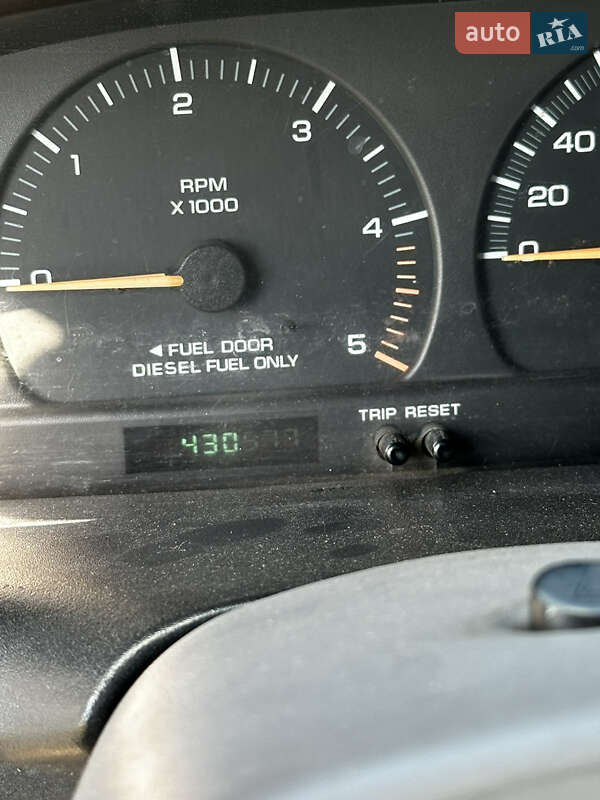 auto RIA.com
0 1 2 3 4 5
RPM
X 1000
◄ FUEL DOOR
DIESEL FUEL ONLY
0 20 40
TRIP RESET
430